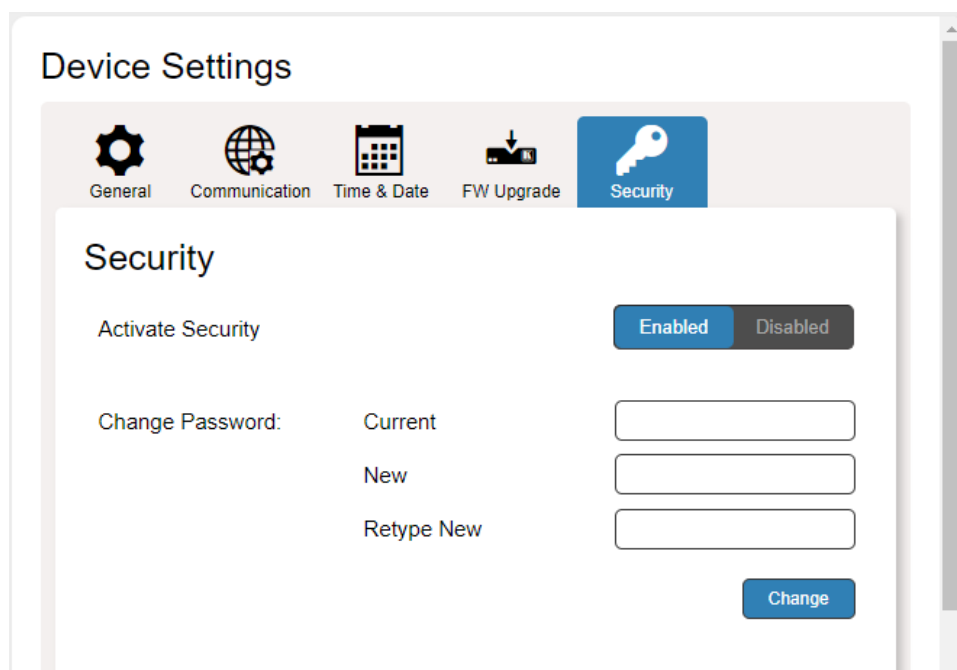 Device Settings
General Communication Time & Date FW Upgrade Security
Security
Activate Security Enabled Disabled
Change Password: Current
New
Retype New
Change